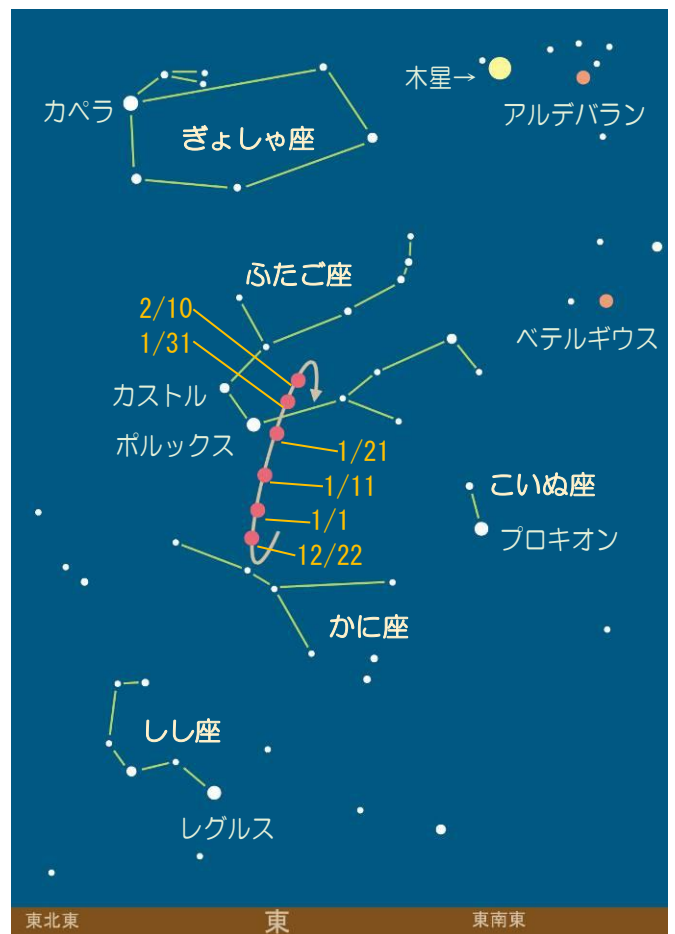 木星→
カペラ
アルデバラン
ぎょしゃ座
ふたご座
2/10
1/31
ベテルギウス
カストル
ポルックス
1/21
1/11
こいぬ座
1/1
プロキオン
12/22
かに座
しし座
レグルス
東北東
東
東南東